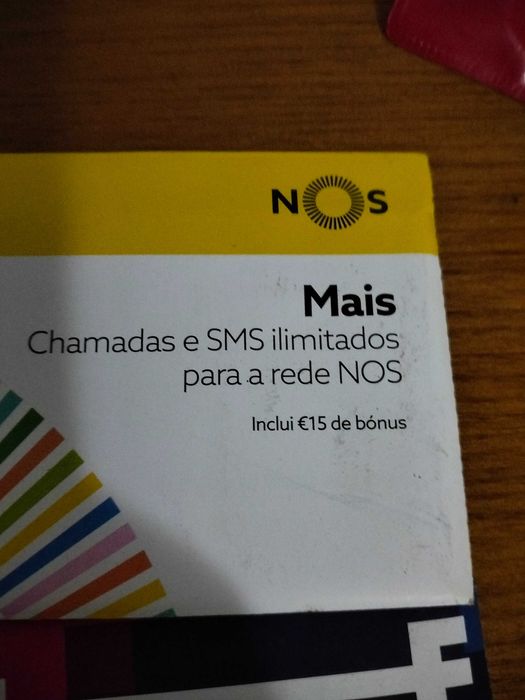 NOS
Mais
Chamadas e SMS ilimitados
para a rede NOS
Inclui €15 de bónus